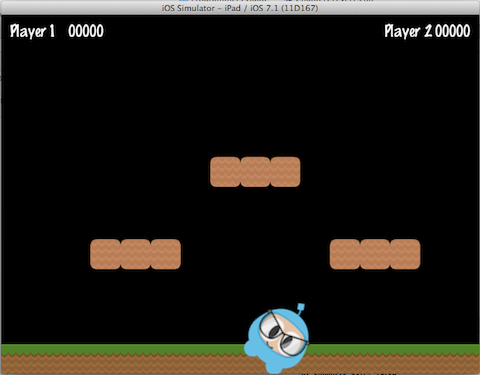 iOS Simulator – iPad / iOS 7.1 (11D167)
Player 1 00000 Player 2 00000